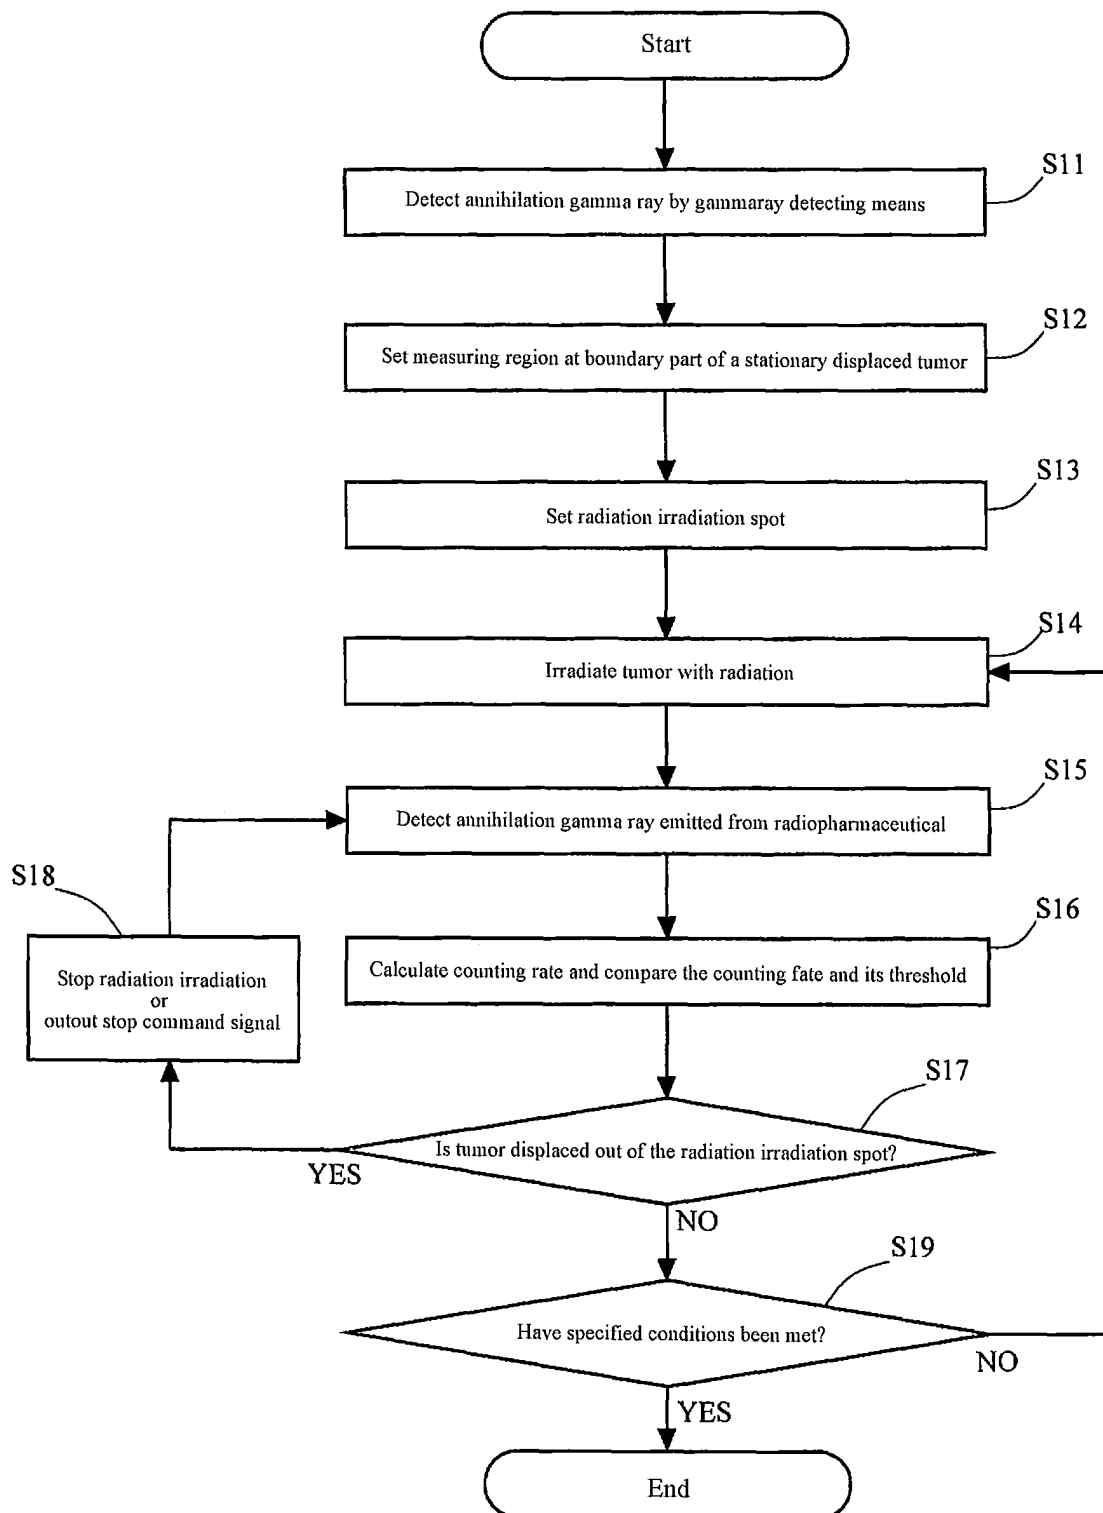 Start
S11
Detect annihilation gamma ray by gammaray detecting means
S12
Set measuring region at boundary part of a stationary displaced tumor
S13
Set radiation irradiation spot
S14
Irradiate tumor with radiation
S15
Detect annihilation gamma ray emitted from radiopharmaceutical
S18
Stop radiation irradiation
or
outout stop command signal
S16
Calculate counting rate and compare the counting fate and its threshold
S17
Is tumor displaced out of the radiation irradiation spot?
YES
NO
S19
Have specified conditions been met?
NO
YES
End